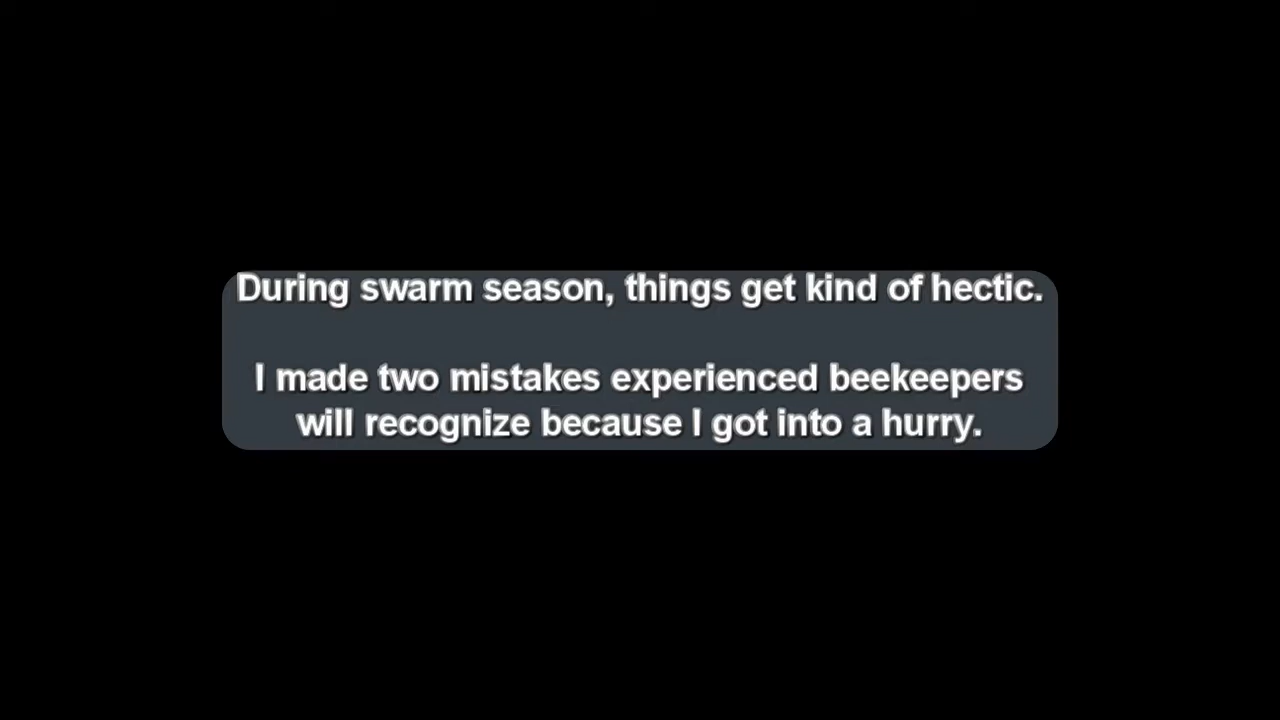 During swarm season, things get kind of hectic.
I made two mistakes experienced beekeepers
will recognize because I got into a hurry.